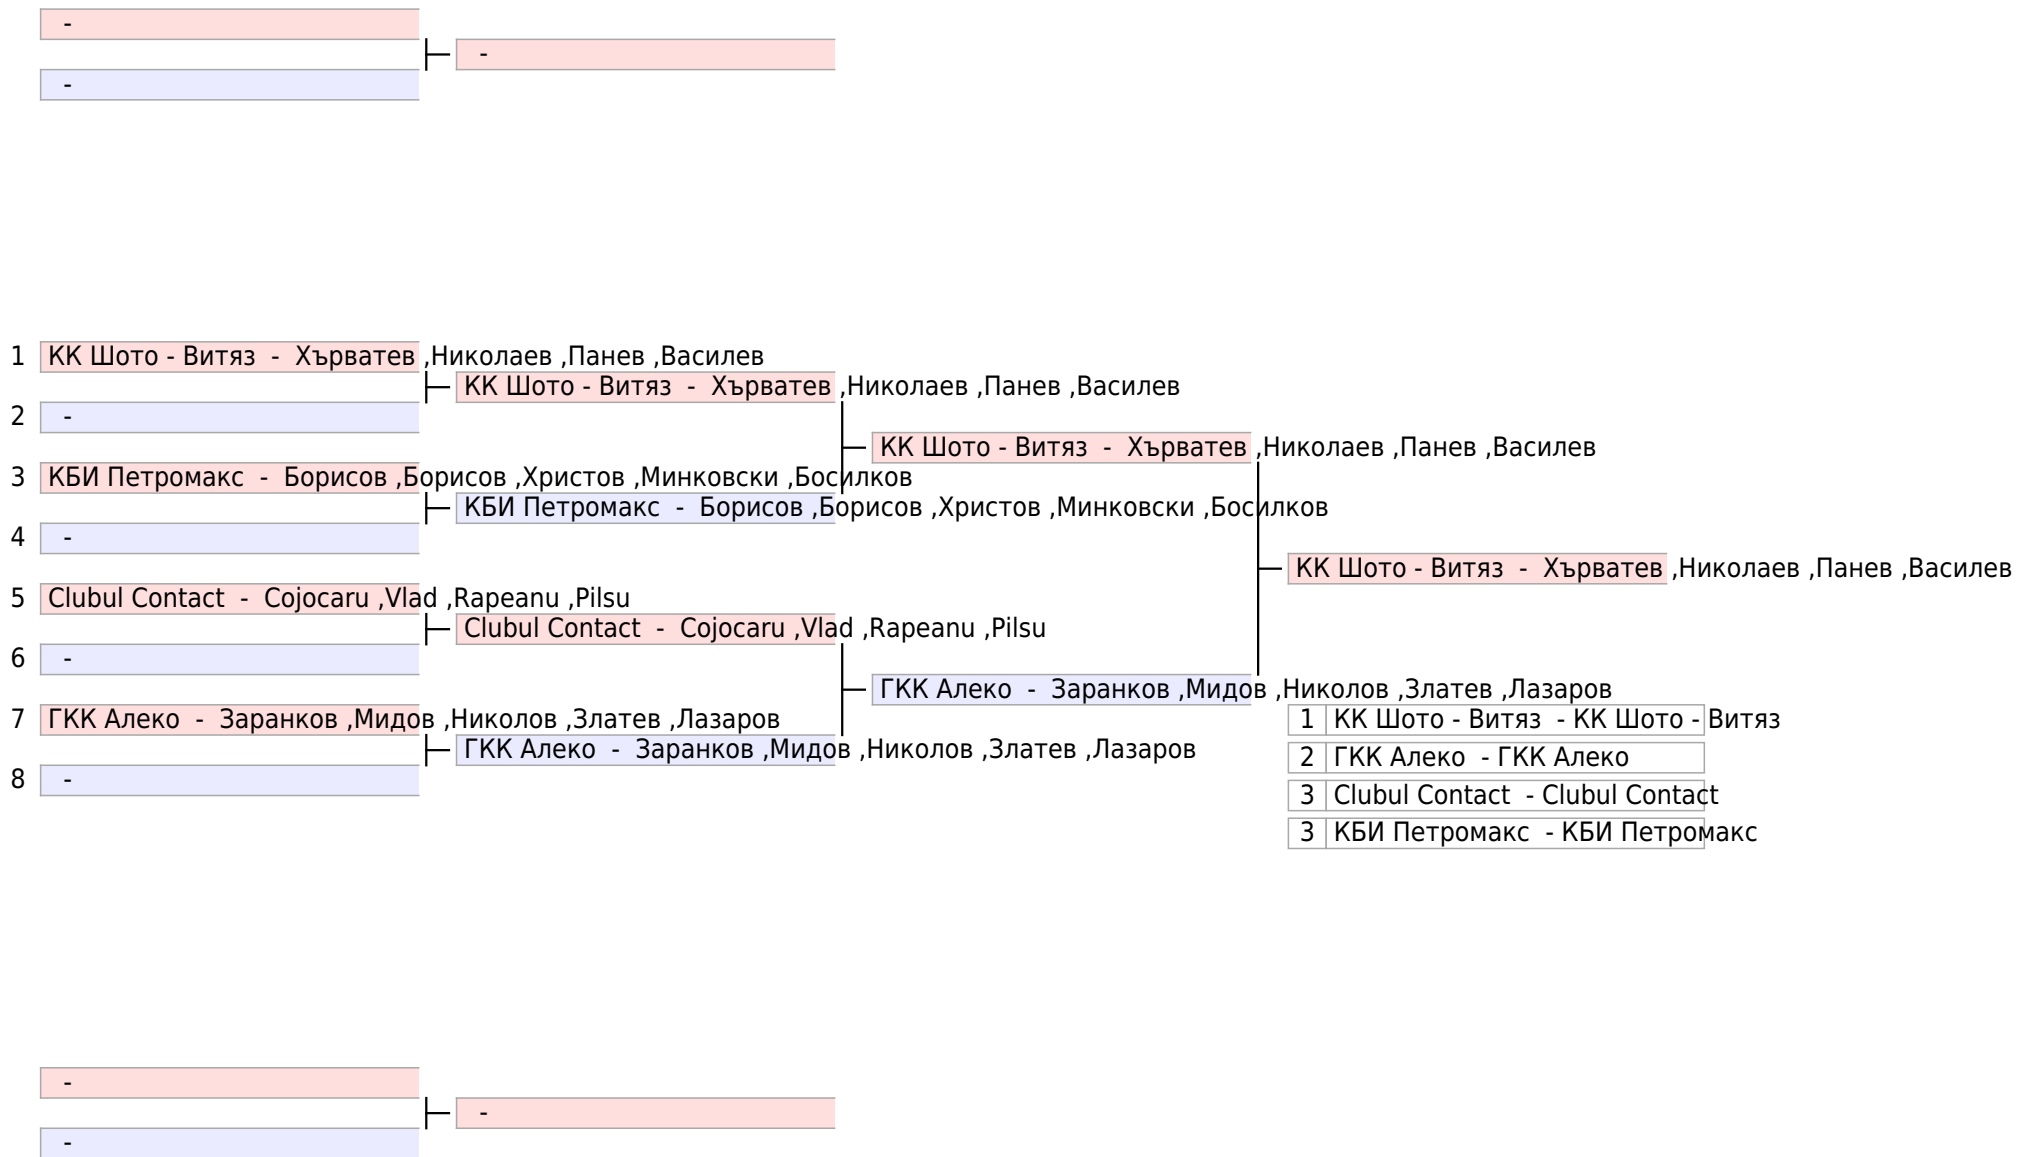 -
-
-
1 КК Шото - Витяз - Хърватев ,Николаев ,Панев ,Василев
КК Шото - Витяз - Хърватев ,Николаев ,Панев ,Василев
2 -
КК Шото - Витяз - Хърватев ,Николаев ,Панев ,Василев
3 КБИ Петромакс - Борисов ,Борисов ,Христов ,Минковски ,Босилков
КБИ Петромакс - Борисов ,Борисов ,Христов ,Минковски ,Босилков
4 -
КК Шото - Витяз - Хърватев ,Николаев ,Панев ,Василев
5 Clubul Contact - Cojocaru ,Vlad ,Rapeanu ,Pilsu
Clubul Contact - Cojocaru ,Vlad ,Rapeanu ,Pilsu
6 -
ГКК Алеко - Заранков ,Мидов ,Николов ,Златев ,Лазаров
7 ГКК Алеко - Заранков ,Мидов ,Николов ,Златев ,Лазаров
1 КК Шото - Витяз - КК Шото - Витяз
ГКК Алеко - Заранков ,Мидов ,Николов ,Златев ,Лазаров
2 ГКК Алеко - ГКК Алеко
8 -
3 Clubul Contact - Clubul Contact
3 КБИ Петромакс - КБИ Петромакс
-
-
-